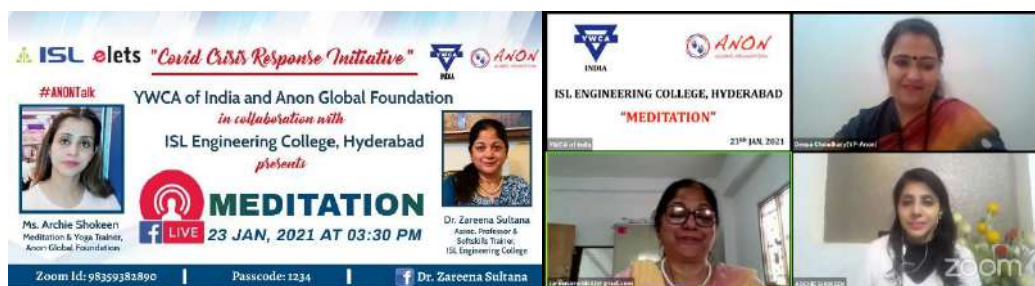 ISL elets "Covid Crisis Response Initiative"
YWCA
INDIA
ANON
#ANONTalk
YWCA of India and Anon Global Foundation
in collaboration with
ISL Engineering College, Hyderabad
presents
MEDITATION
f LIVE 23 JAN, 2021 AT 03:30 PM
Ms. Archie Shokeen
Meditation & Yoga Trainer,
Anon Global Foundation
Dr. Zareena Sultana
Assoc. Professor &
Softskills Trainer,
ISL Engineering College
Zoom Id: 98359382890 | Passcode: 1234 | f Dr. Zareena Sultana
YWCA
INDIA
ANON
ISL ENGINEERING COLLEGE, HYDERABAD
"MEDITATION"
23RD JAN, 2021
YWCA of India
zoom